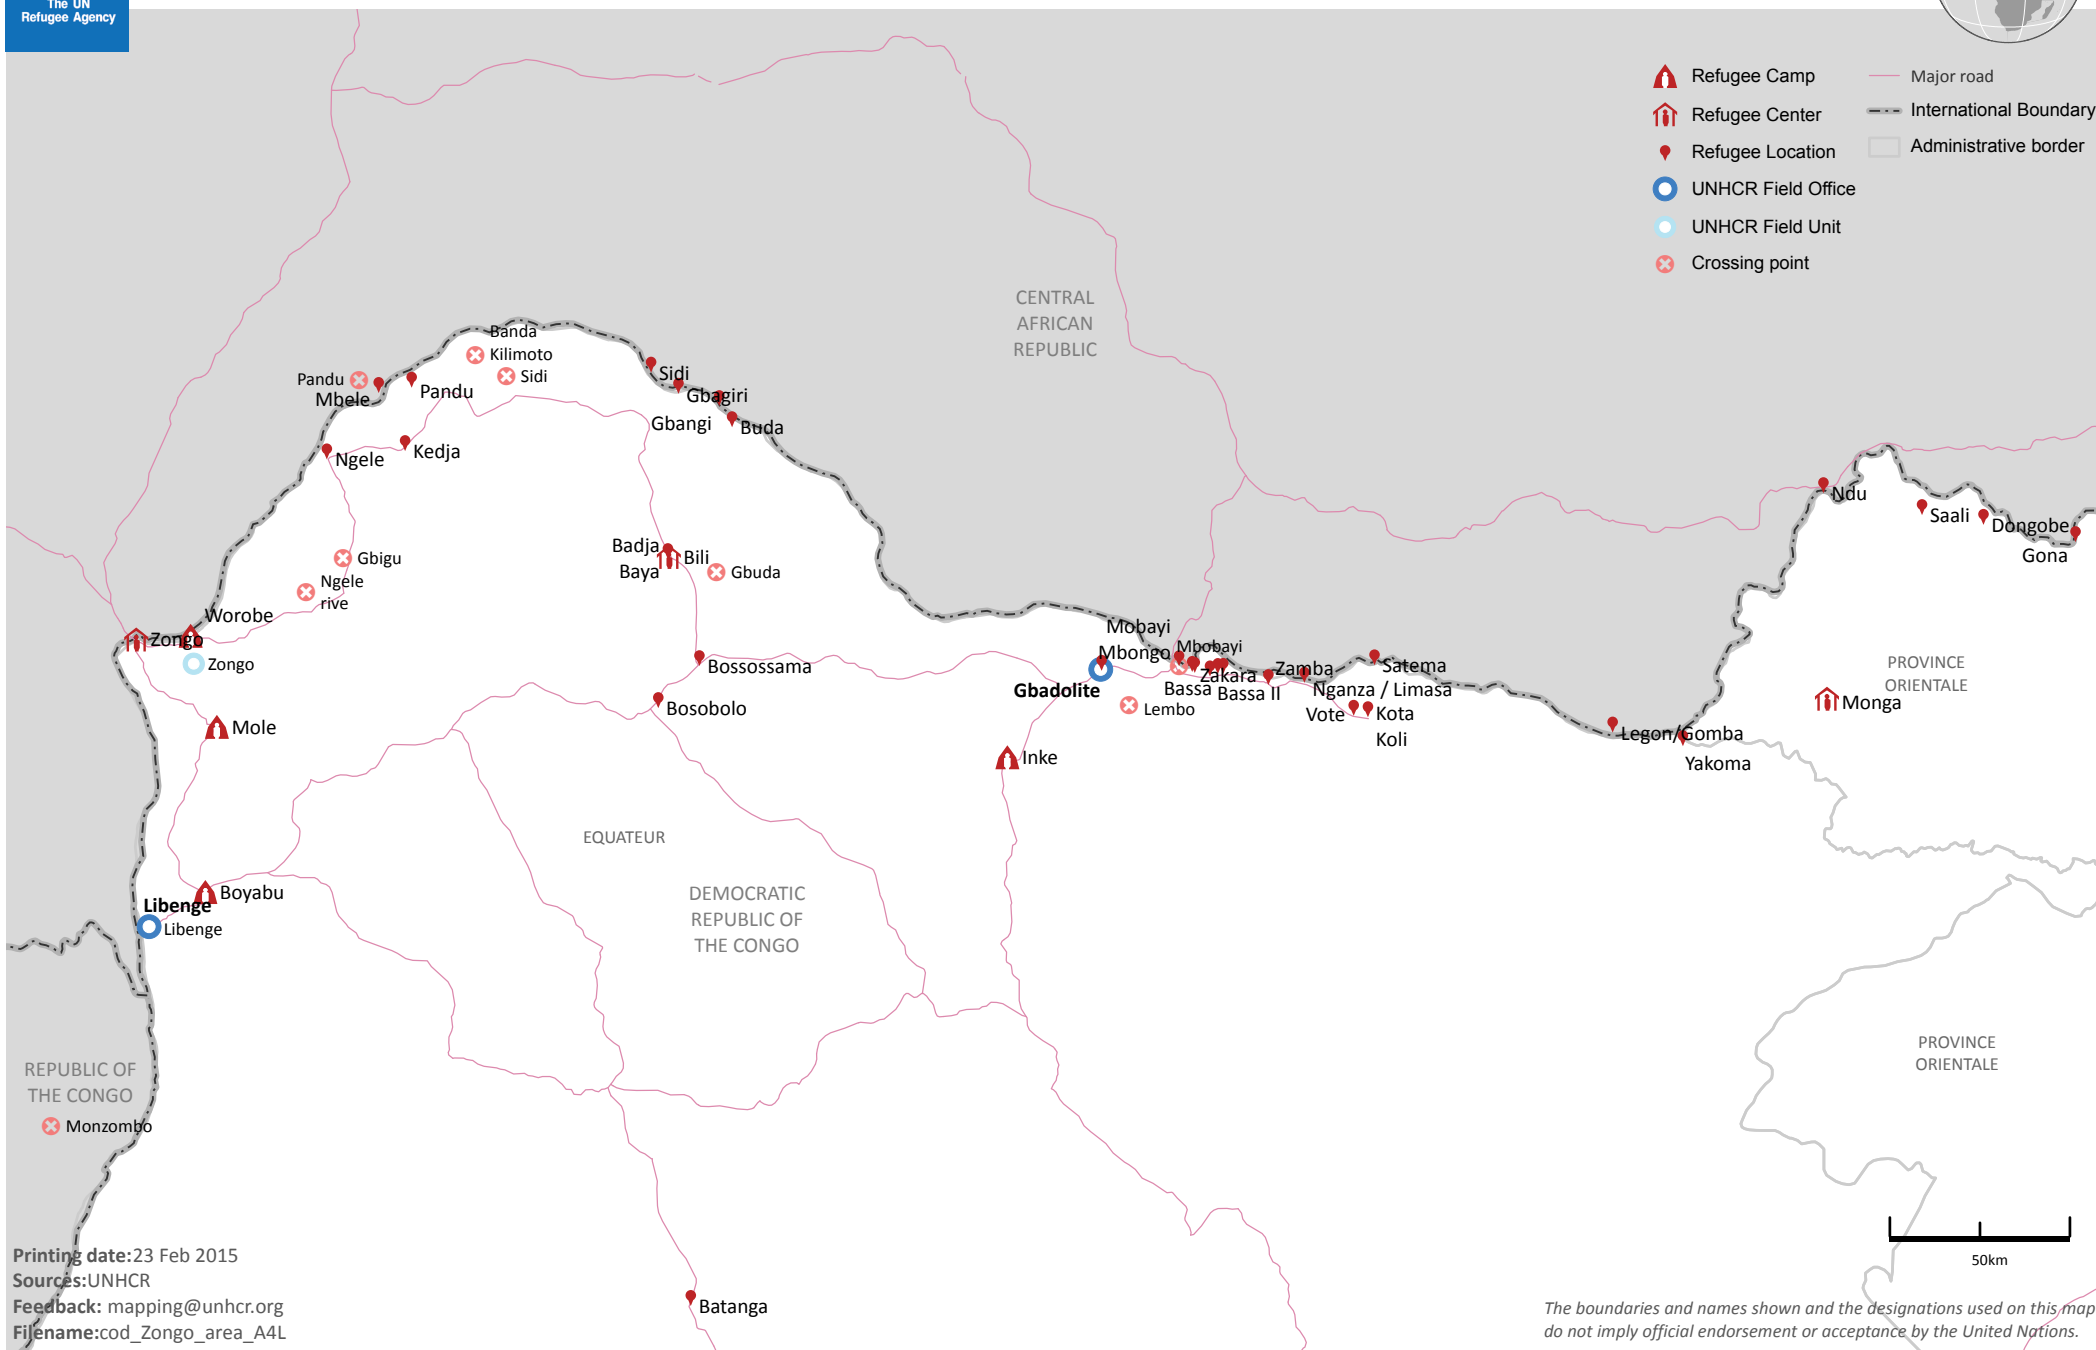 The UN
Refugee Agency
Refugee Camp
Refugee Center
Refugee Location
UNHCR Field Office
UNHCR Field Unit
Crossing point
Major road
International Boundary
Administrative border
CENTRAL
AFRICAN
REPUBLIC
Banda
Kilimoto
Sidi
Pandu
Mbele
Pandu
Sidi
Gbagiri
Gbangi
Buda
Ngele
Kedja
Ndu
Saali
Dongobe
Gona
Badja
Bili
Baya
Gbuda
Gbigu
Ngele
rive
Worobe
Zongo
Zongo
Mobayi
Mbongo
Mbobayi
Bossossama
Zakara
Zamba
Satema
Gbadolite
Bassa
Bassa II
Nganza / Limasa
Bosobolo
Lembo
Vote
Kota
Koli
PROVINCE
ORIENTALE
Monga
Mole
Legon/Gomba
Yakoma
Inke
EQUATEUR
DEMOCRATIC
REPUBLIC OF
THE CONGO
Boyabu
Libenge
Libenge
REPUBLIC OF
THE CONGO
Monzombo
PROVINCE
ORIENTALE
50km
Batanga
Printing date:23 Feb 2015
Sources:UNHCR
Feedback: mapping@unhcr.org
Filename:cod_Zongo_area_A4L
The boundaries and names shown and the designations used on this map
do not imply official endorsement or acceptance by the United Nations.